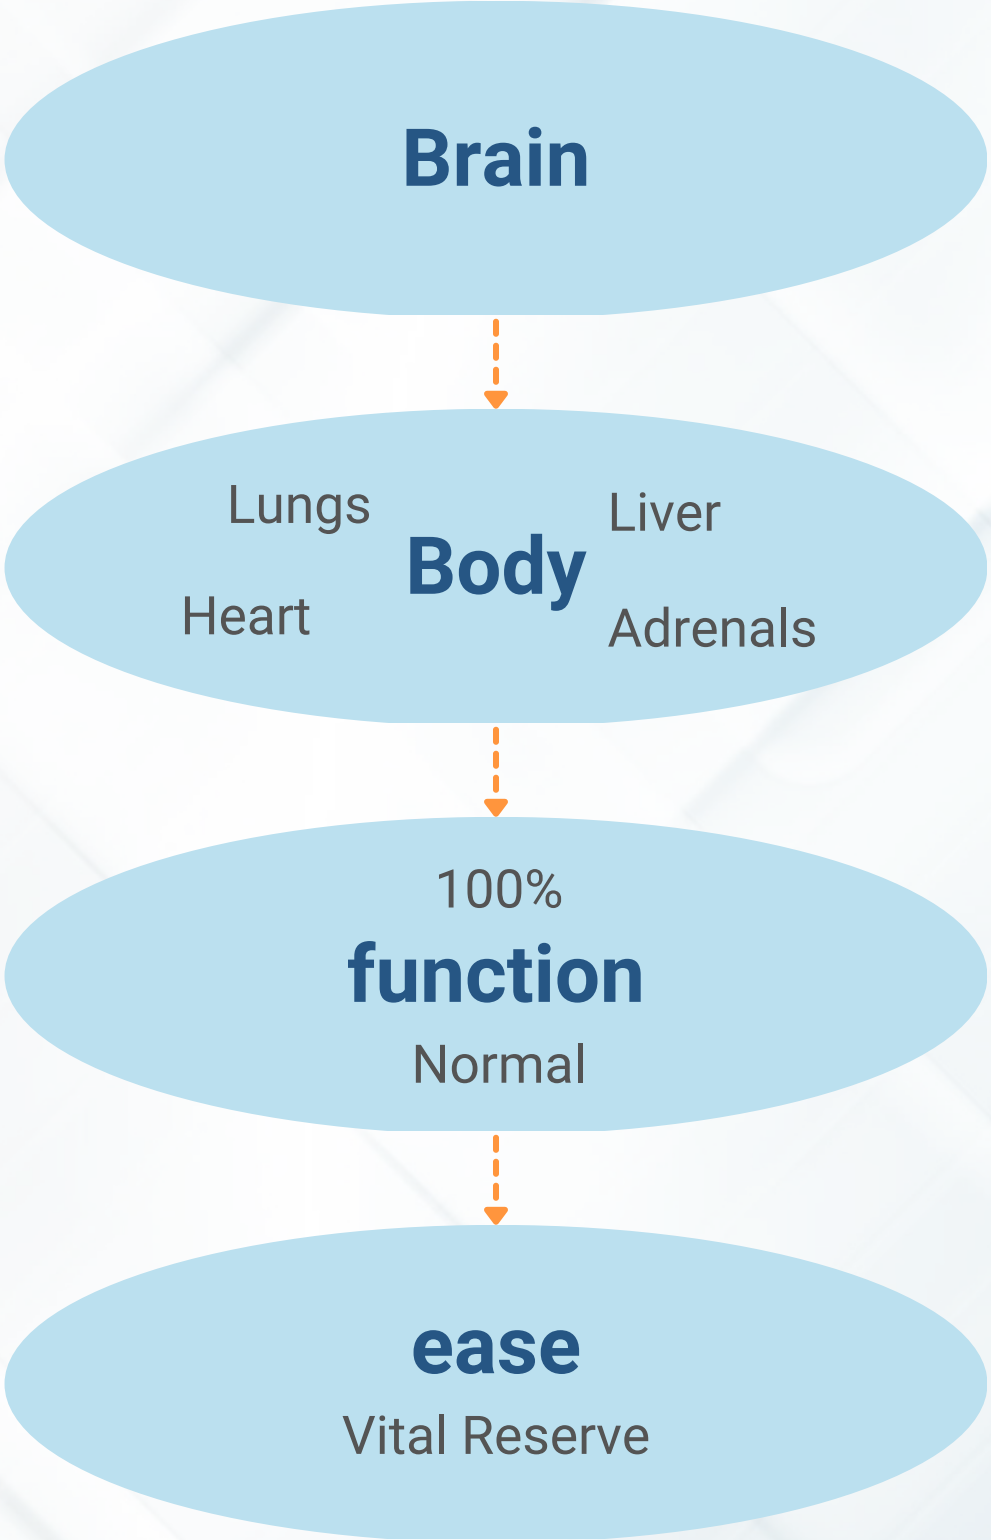 Brain
Lungs
Liver
Body
Heart
Adrenals
100%
function
Normal
ease
Vital Reserve